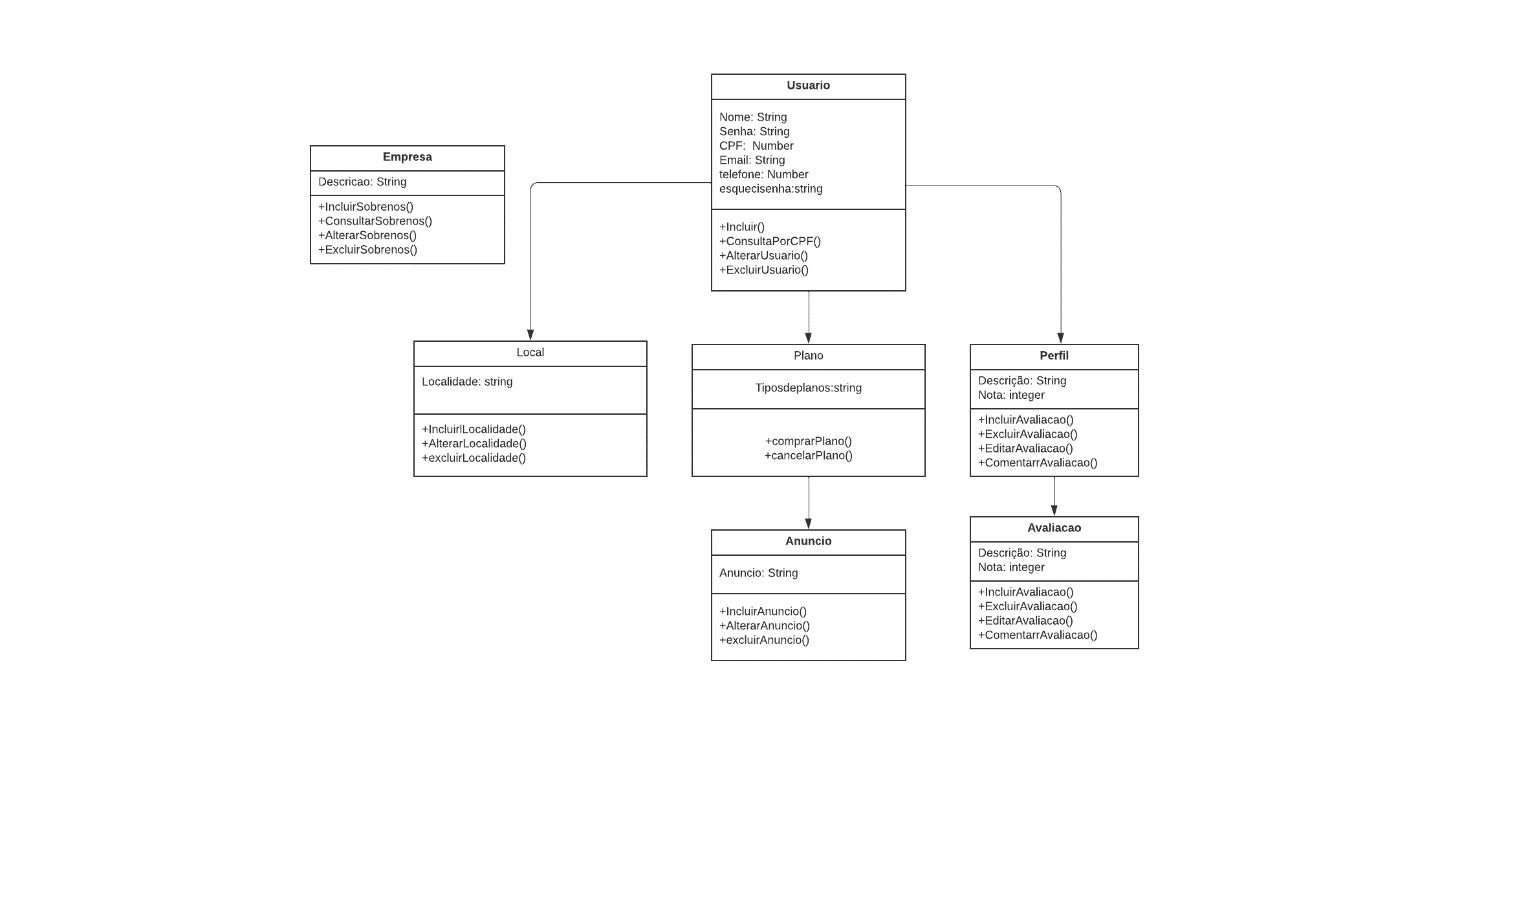 Usuario
Nome: String
Senha: String
CPF:  Number
Email: String
telefone: Number
esquecisenha:string
+Incluir()
+ConsultaPorCPF()
+AlterarUsuario()
+ExcluirUsuario()
Empresa
Descricao: String
+IncluirSobrenos()
+ConsultarSobrenos()
+AlterarSobrenos()
+ExcluirSobrenos()
Local
Localidade: string
+IncluirlLocalidade()
+AlterarLocalidade()
+excluirLocalidade()
Plano
Tiposdeplanos:string
+comprarPlano()
+cancelarPlano()
Perfil
Descrição: String
Nota: integer
+IncluirAvaliacao()
+ExcluirAvaliacao()
+EditarAvaliacao()
+ComentarrAvaliacao()
Anuncio
Anuncio: String
+IncluirAnuncio()
+AlterarAnuncio()
+excluirAnuncio()
Avaliacao
Descrição: String
Nota: integer
+IncluirAvaliacao()
+ExcluirAvaliacao()
+EditarAvaliacao()
+ComentarrAvaliacao()